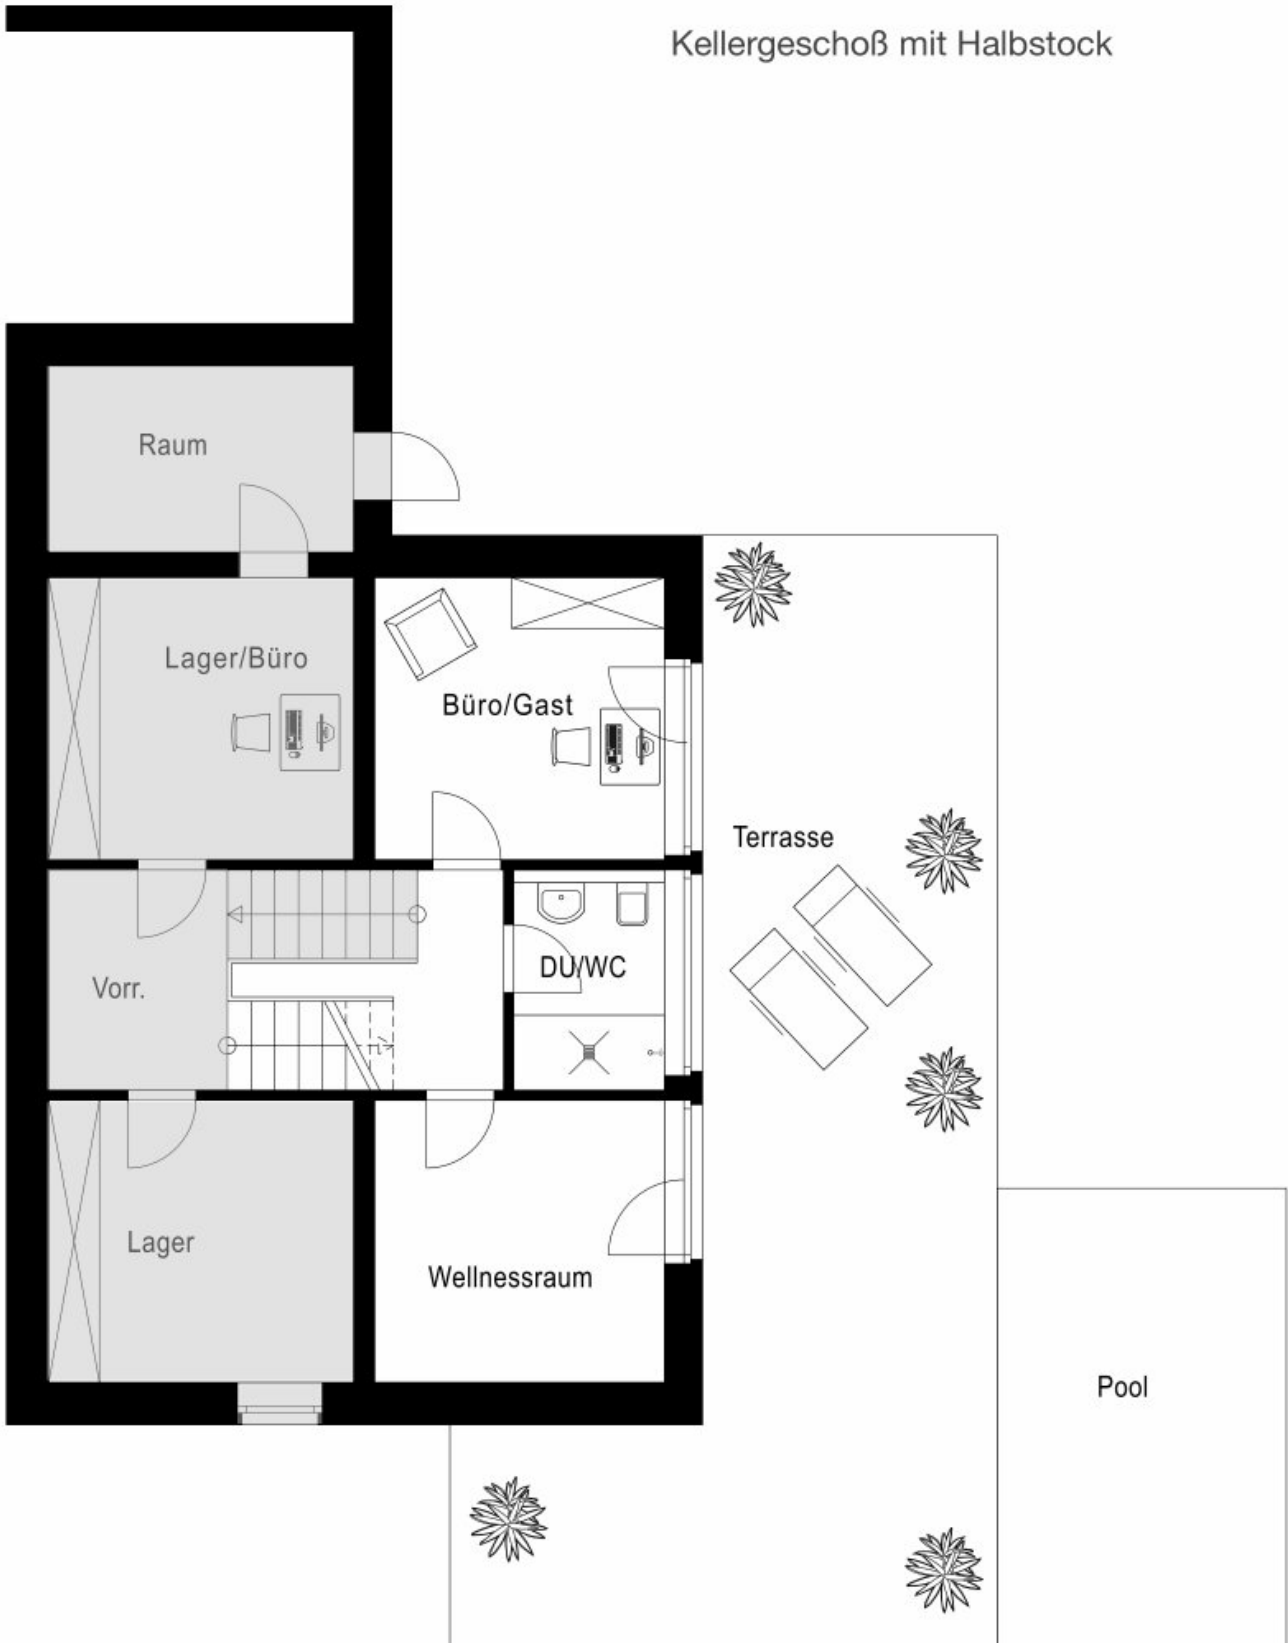 Kellergeschoß mit Halbstock
Raum
Lager/Büro
Büro/Gast
Terrasse
DU/WC
Vorr.
Lager
Wellnessraum
Pool